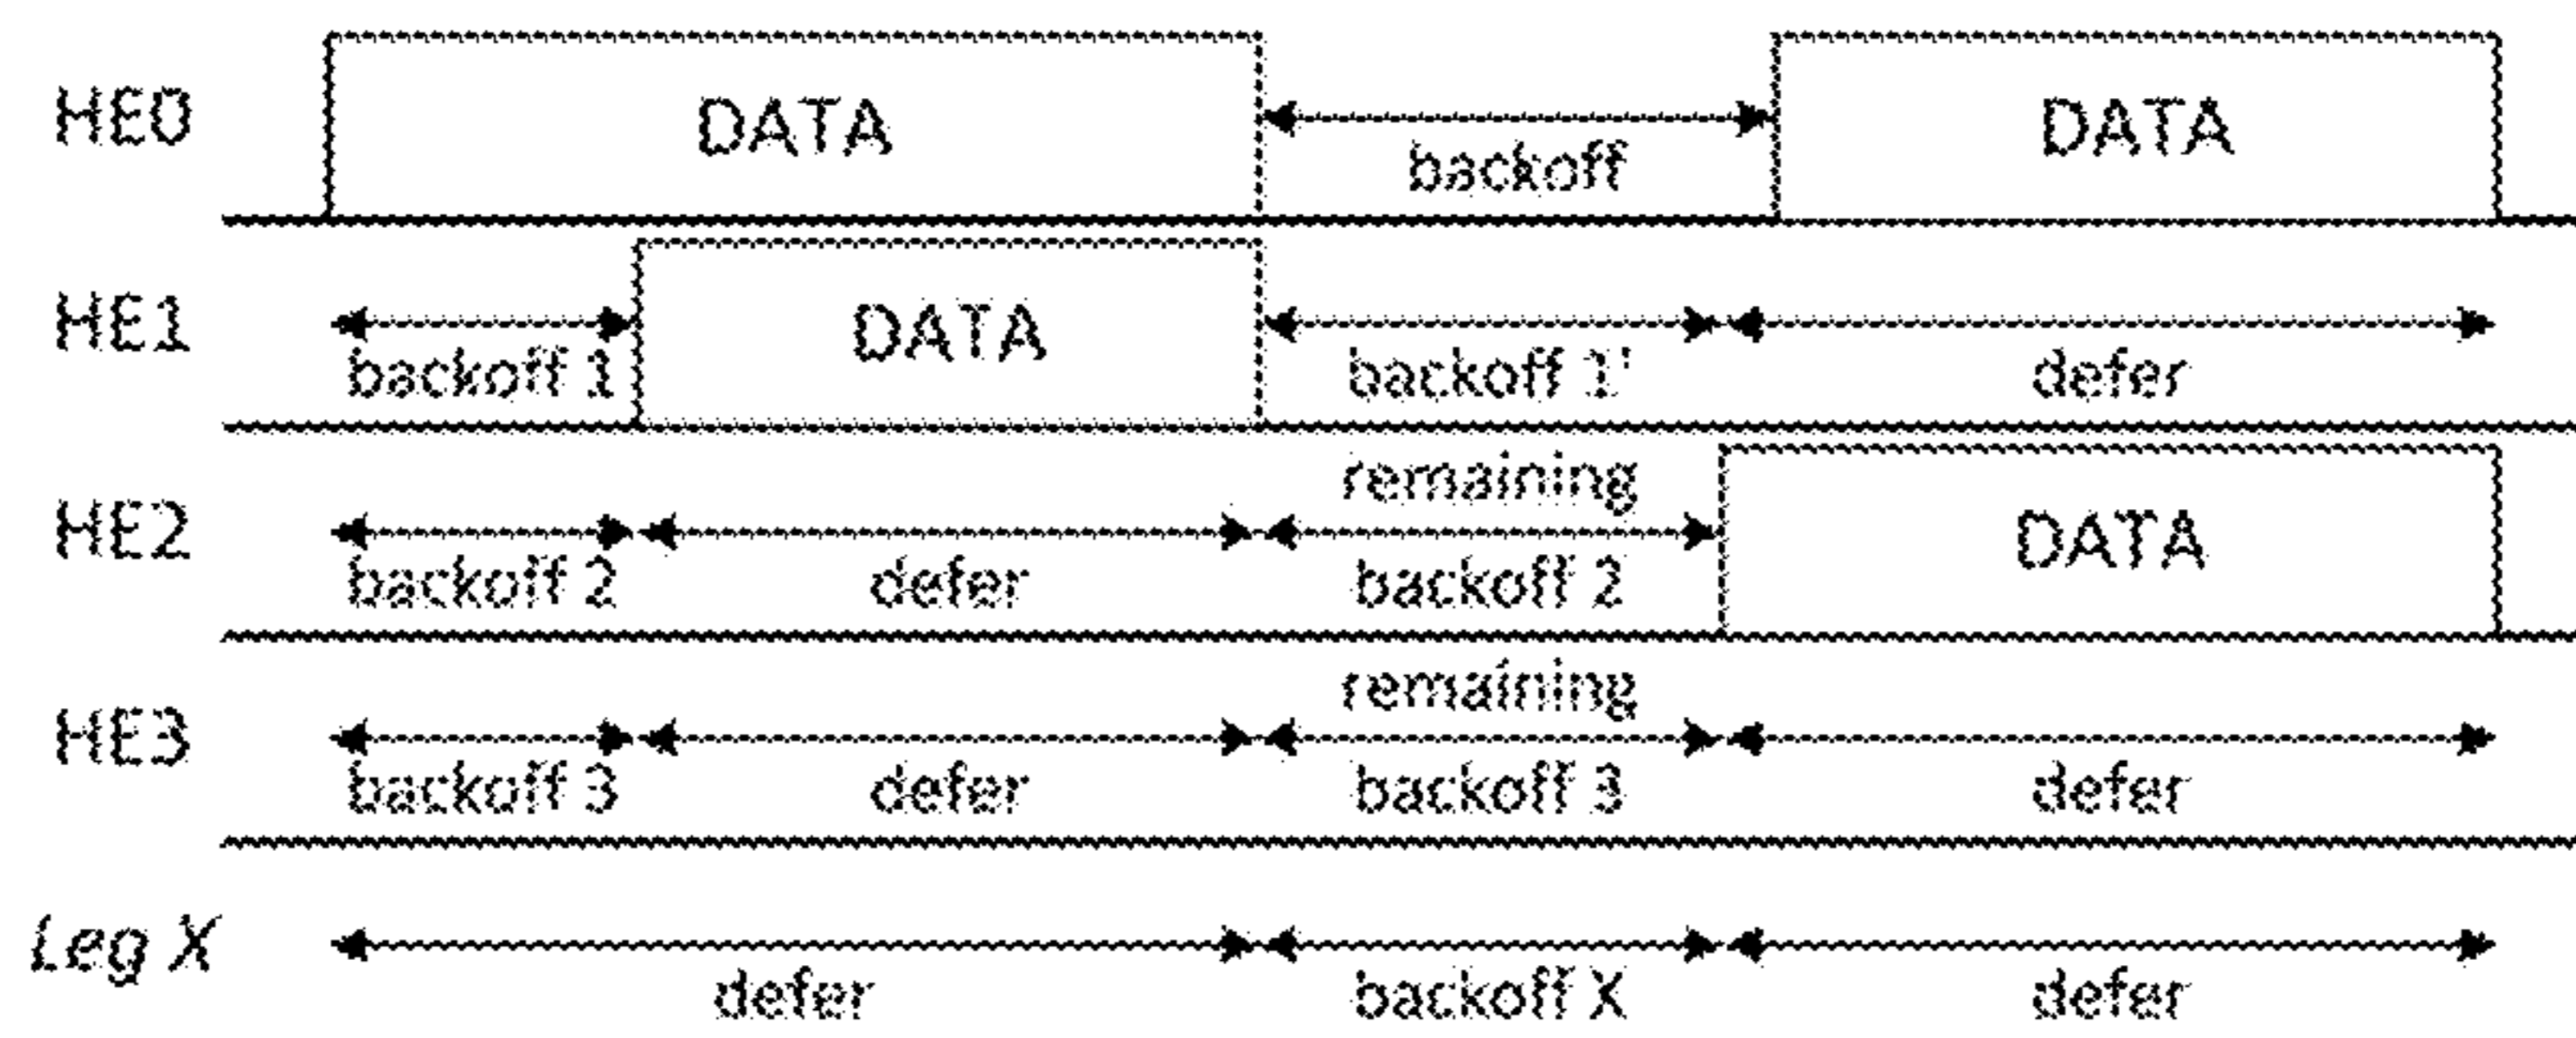 HE0 DATA backoff DATA
HE1 backoff 1 DATA backoff 1' defer
HE2 backoff 2 defer remaining backoff 2 DATA
HE3 backoff 3 defer remaining backoff 3 defer
Leg X defer backoff X defer